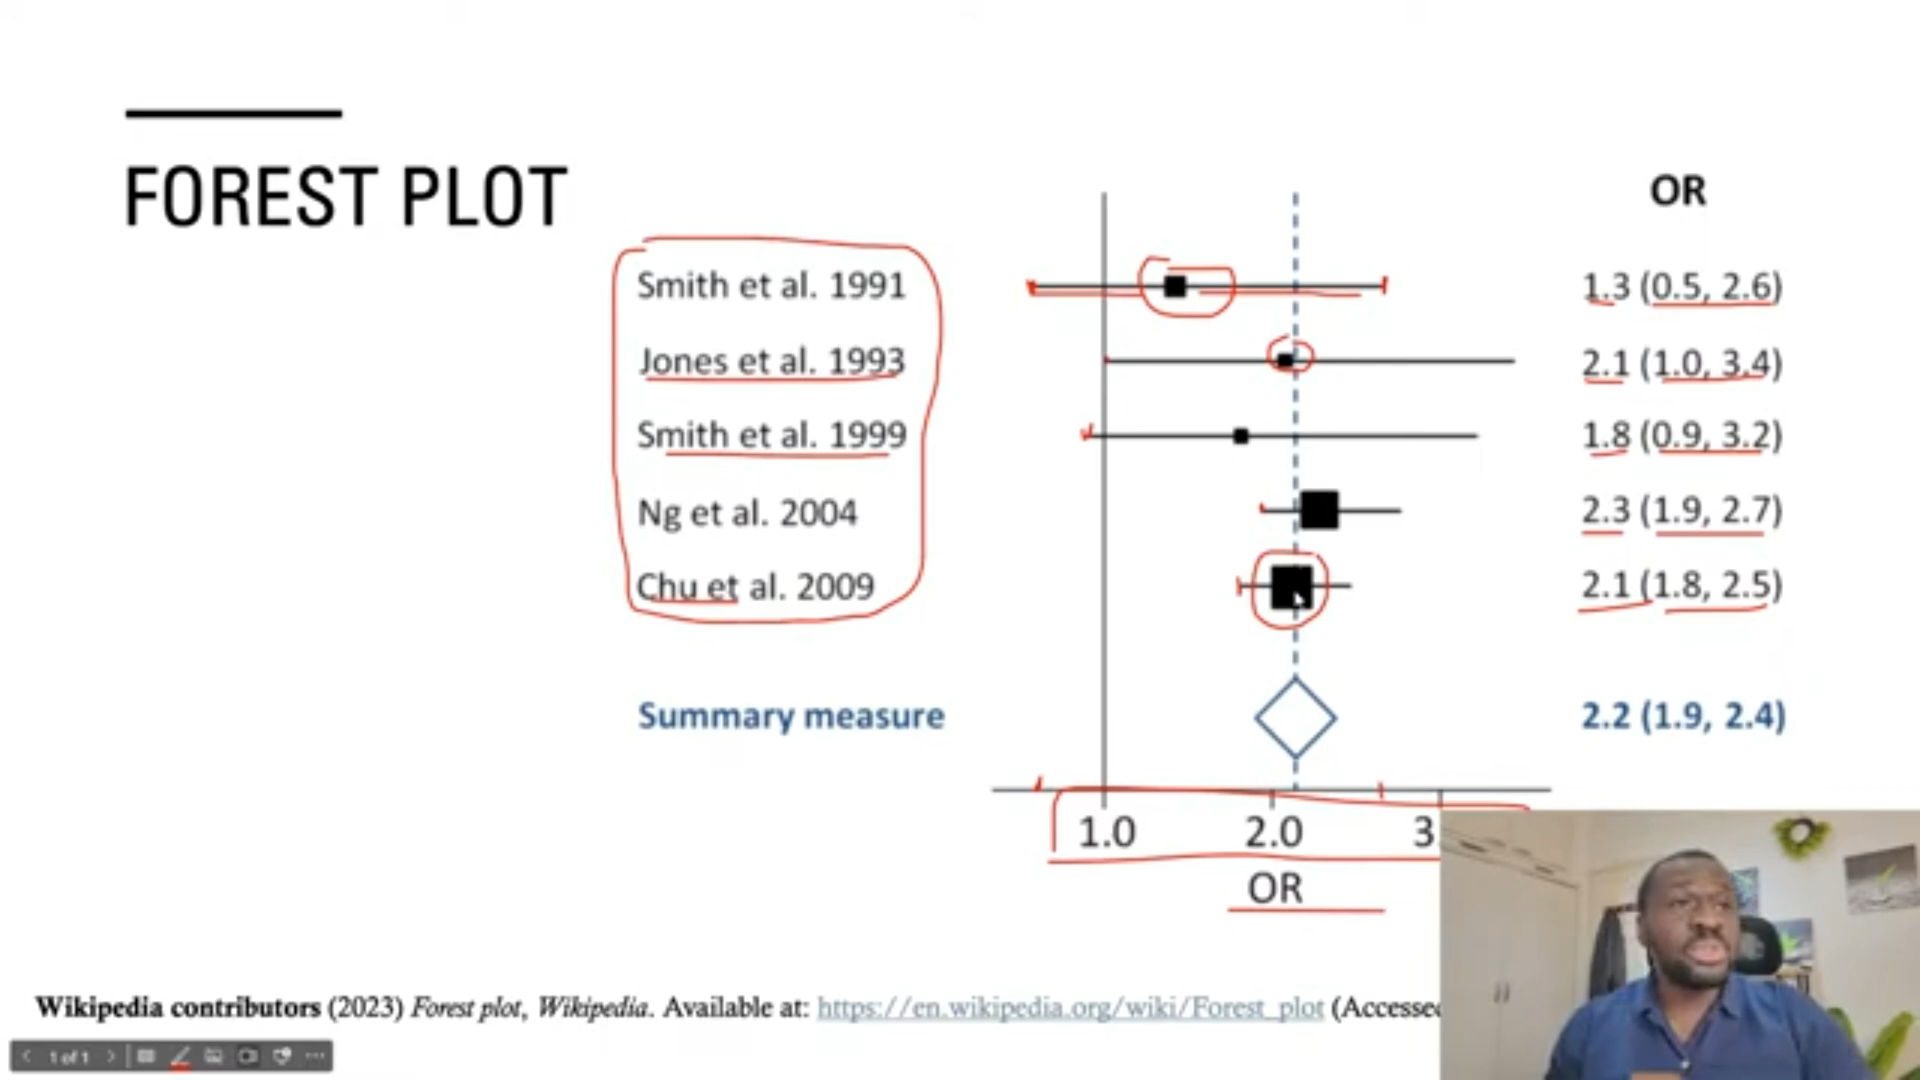 FOREST PLOT
OR
Smith et al. 1991 1.3 (0.5, 2.6)
Jones et al. 1993 2.1 (1.0, 3.4)
Smith et al. 1999 1.8 (0.9, 3.2)
Ng et al. 2004 2.3 (1.9, 2.7)
Chu et al. 2009 2.1 (1.8, 2.5)
Summary measure 2.2 (1.9, 2.4)
1.0 2.0 3
OR
Wikipedia contributors (2023) Forest plot, Wikipedia. Available at: https://en.wikipedia.org/wiki/Forest_plot (Accessed
1 of 1